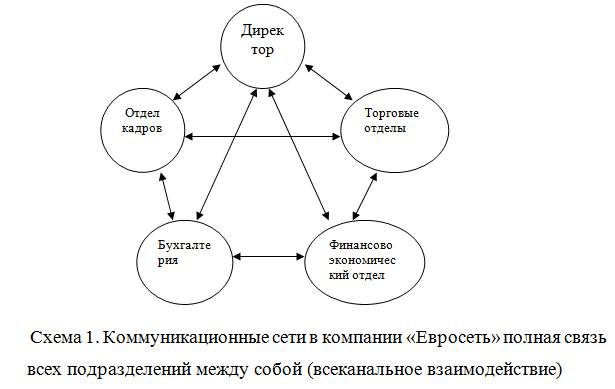 Дирек
тор
Отдел
кадров
Торговые
отделы
Бухгалте
рия
Финансово
экономичес
кий отдел
Схема 1. Коммуникационные сети в компании «Евросеть» полная связь
всех подразделений между собой (всеканальное взаимодействие)